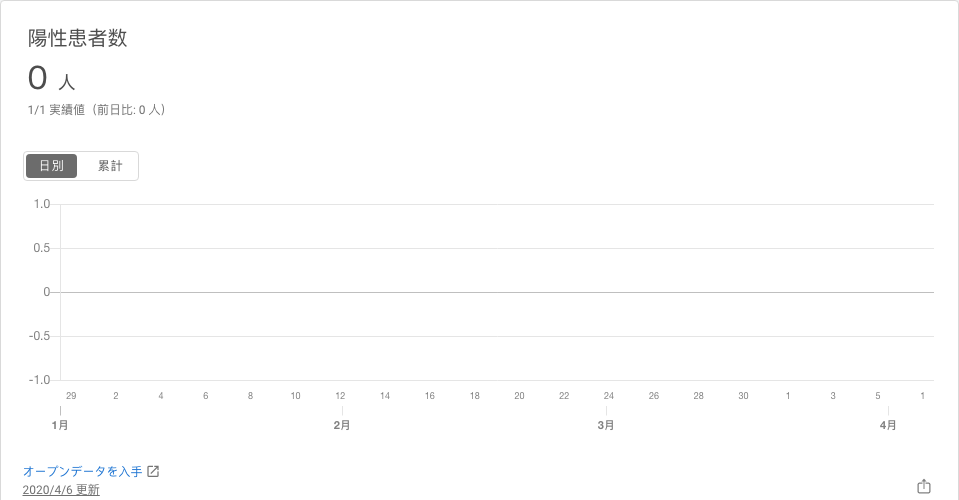 陽性患者数
0 人
1/1 実績値（前日比: 0 人）
日別 累計
1.0
0.5
0
-0.5
-1.0
29 2 4 6 8 10 12 14 16 18 20 22 24 26 28 30 1 3 5 1
1月 2月 3月 4月
オープンデータを入手
2020/4/6 更新